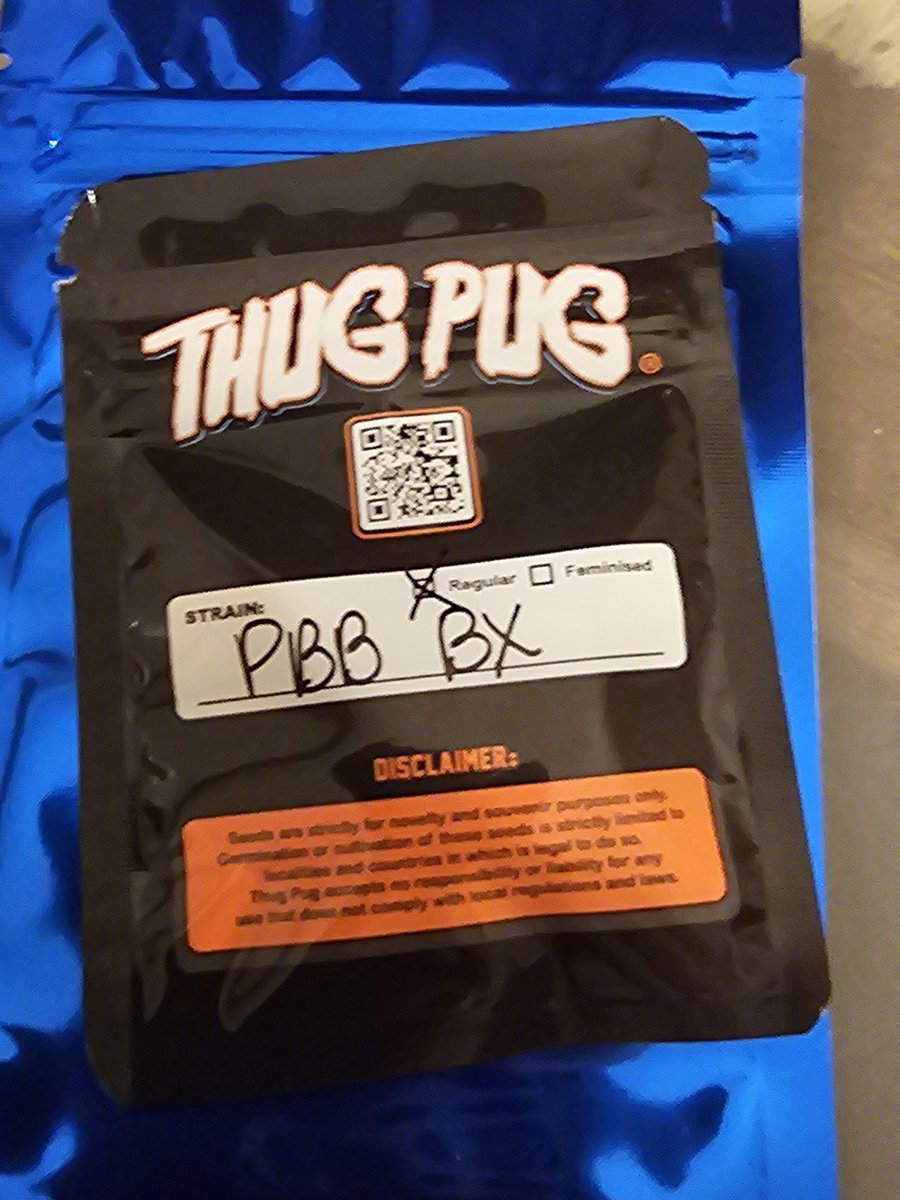 THUG PUG®
Regular Feminised
STRAIN:
PBB BX
DISCLAIMER:
Seeds are strictly for novelty and souvenir purposes only.
Germination or cultivation of these seeds is strictly limited to
localities and countries in which is legal to do so.
Thug Pug accepts no responsibility or liability for any
use that does not comply with local regulations and laws.